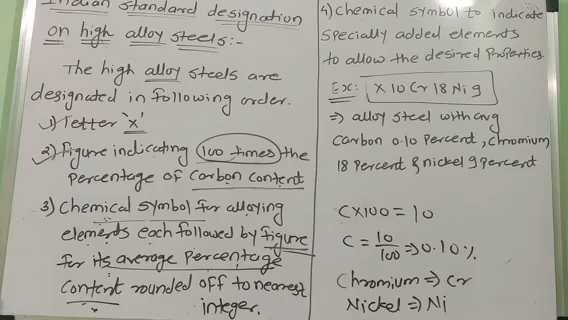 Indian standard designation
on high alloy steels:-
The high alloy steels are
designated in following order.
1) letter 'x'
2) figure indicating 100 times the
percentage of Carbon content
3) Chemical symbol for alloying
elements each followed by figure
for its average percentage
content rounded off to nearest
integer.
4) Chemical symbol to indicate
specially added elements
to allow the desired properties.
Ex: X 10 Cr 18 Ni 9
⇒ alloy steel with avg
Carbon 0.10 percent, chromium
18 percent & nickel 9 percent
C×100 = 10
C = 10/100 ⇒ 0.10%
Chromium ⇒ Cr
Nickel ⇒ Ni